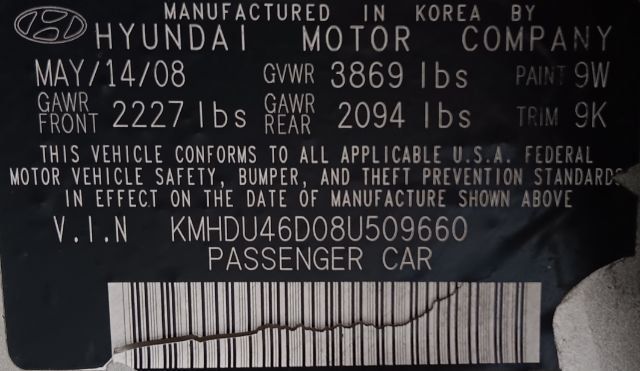 MANUFACTURED IN KOREA BY
HYUNDAI MOTOR COMPANY
MAY/14/08 GVWR 3869 lbs PAINT 9W
GAWR FRONT 2227 lbs GAWR REAR 2094 lbs TRIM 9K
THIS VEHICLE CONFORMS TO ALL APPLICABLE U.S.A. FEDERAL
MOTOR VEHICLE SAFETY, BUMPER, AND THEFT PREVENTION STANDARDS
IN EFFECT ON THE DATE OF MANUFACTURE SHOWN ABOVE
V.I.N KMHDU46D08U509660
PASSENGER CAR